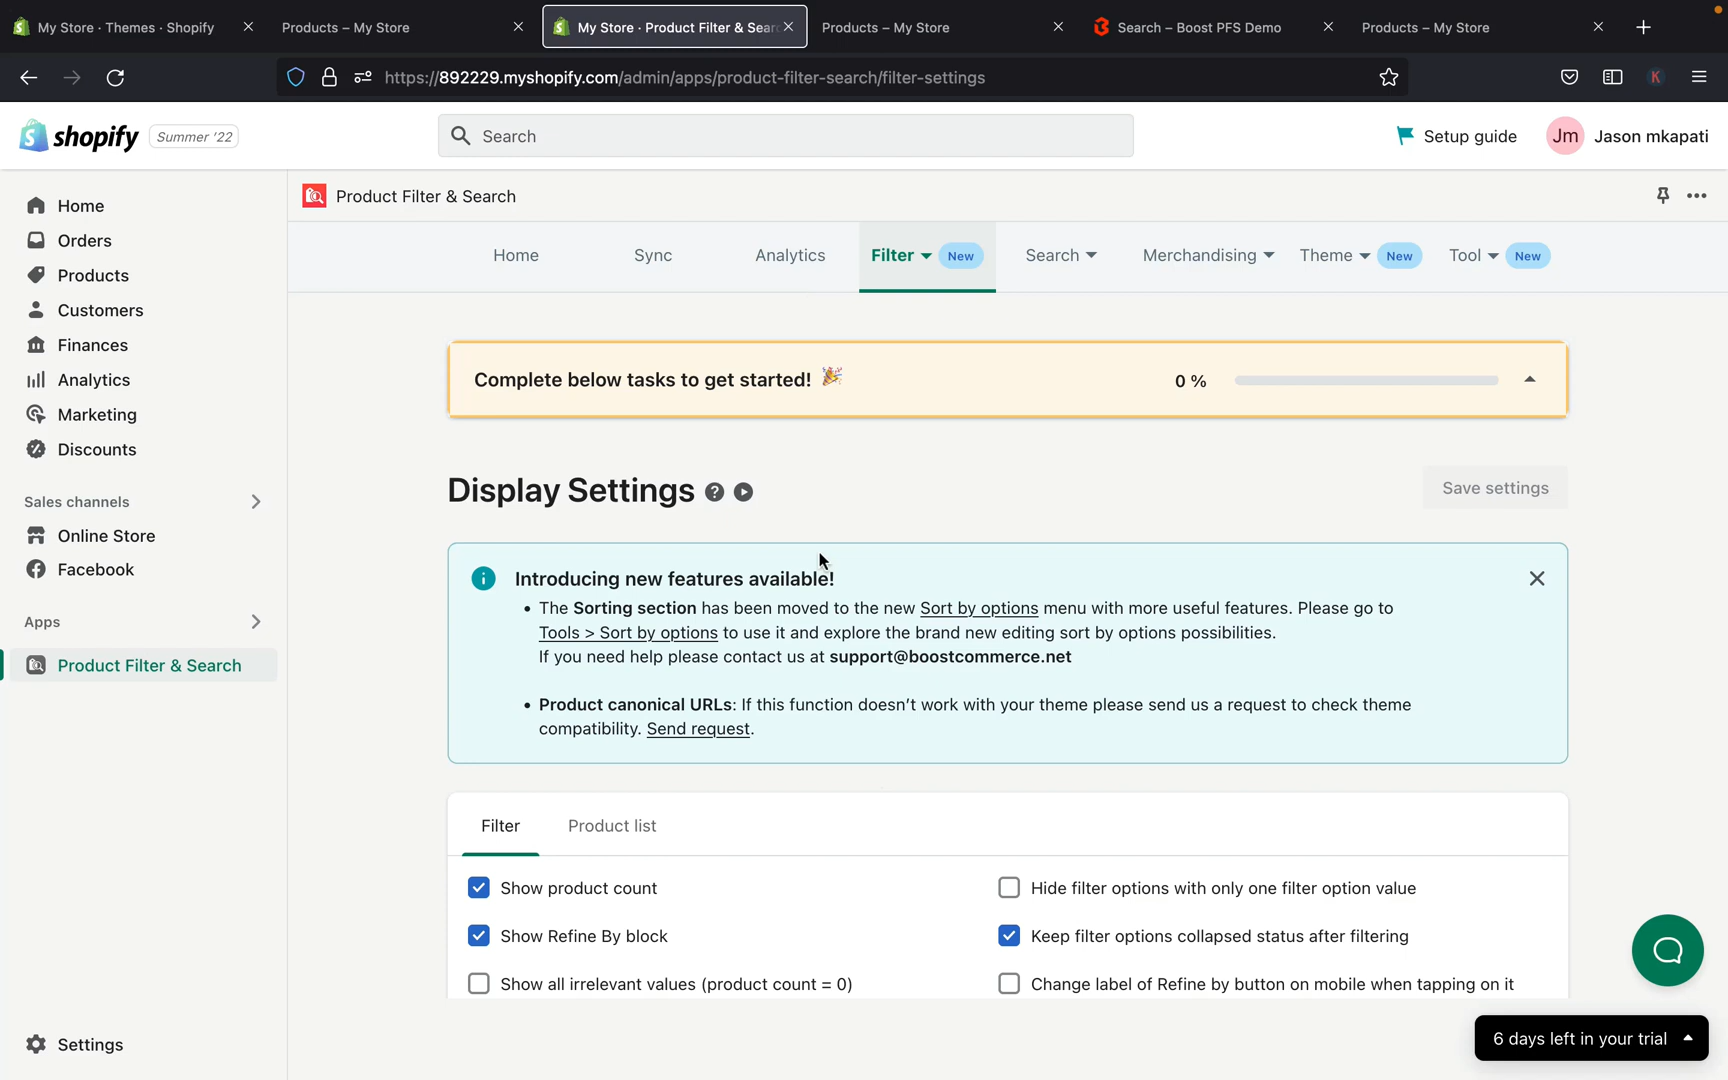 My Store · Themes · Shopify
Products – My Store
My Store · Product Filter & Sear
Products – My Store
Search – Boost PFS Demo
Products – My Store
https://892229.myshopify.com/admin/apps/product-filter-search/filter-settings
K
shopify
Summer '22
Search
Setup guide
Jm
Jason mkapati
Home
Orders
Products
Customers
Finances
Analytics
Marketing
Discounts
Sales channels
Online Store
Facebook
Apps
Product Filter & Search
Settings
Product Filter & Search
Home
Sync
Analytics
Filter New
Search
Merchandising
Theme New
Tool New
Complete below tasks to get started!
0 %
Display Settings
Save settings
Introducing new features available!
• The Sorting section has been moved to the new Sort by options menu with more useful features. Please go to
Tools > Sort by options to use it and explore the brand new editing sort by options possibilities.
If you need help please contact us at support@boostcommerce.net
• Product canonical URLs: If this function doesn't work with your theme please send us a request to check theme
compatibility. Send request.
Filter
Product list
Show product count
Hide filter options with only one filter option value
Show Refine By block
Keep filter options collapsed status after filtering
Show all irrelevant values (product count = 0)
Change label of Refine by button on mobile when tapping on it
6 days left in your trial